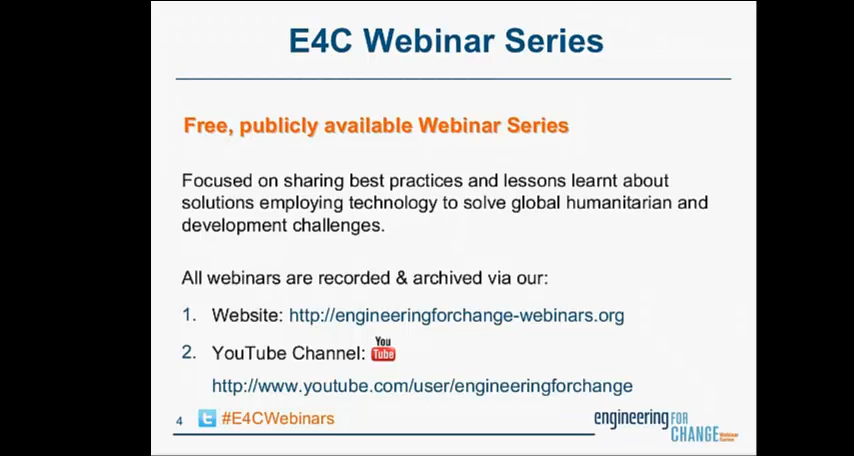 E4C Webinar Series
Free, publicly available Webinar Series
Focused on sharing best practices and lessons learnt about
solutions employing technology to solve global humanitarian and
development challenges.
All webinars are recorded & archived via our:
1. Website: http://engineeringforchange-webinars.org
2. YouTube Channel: You Tube
http://www.youtube.com/user/engineeringforchange
4 #E4CWebinars
engineering FOR
CHANGE Webinar Series